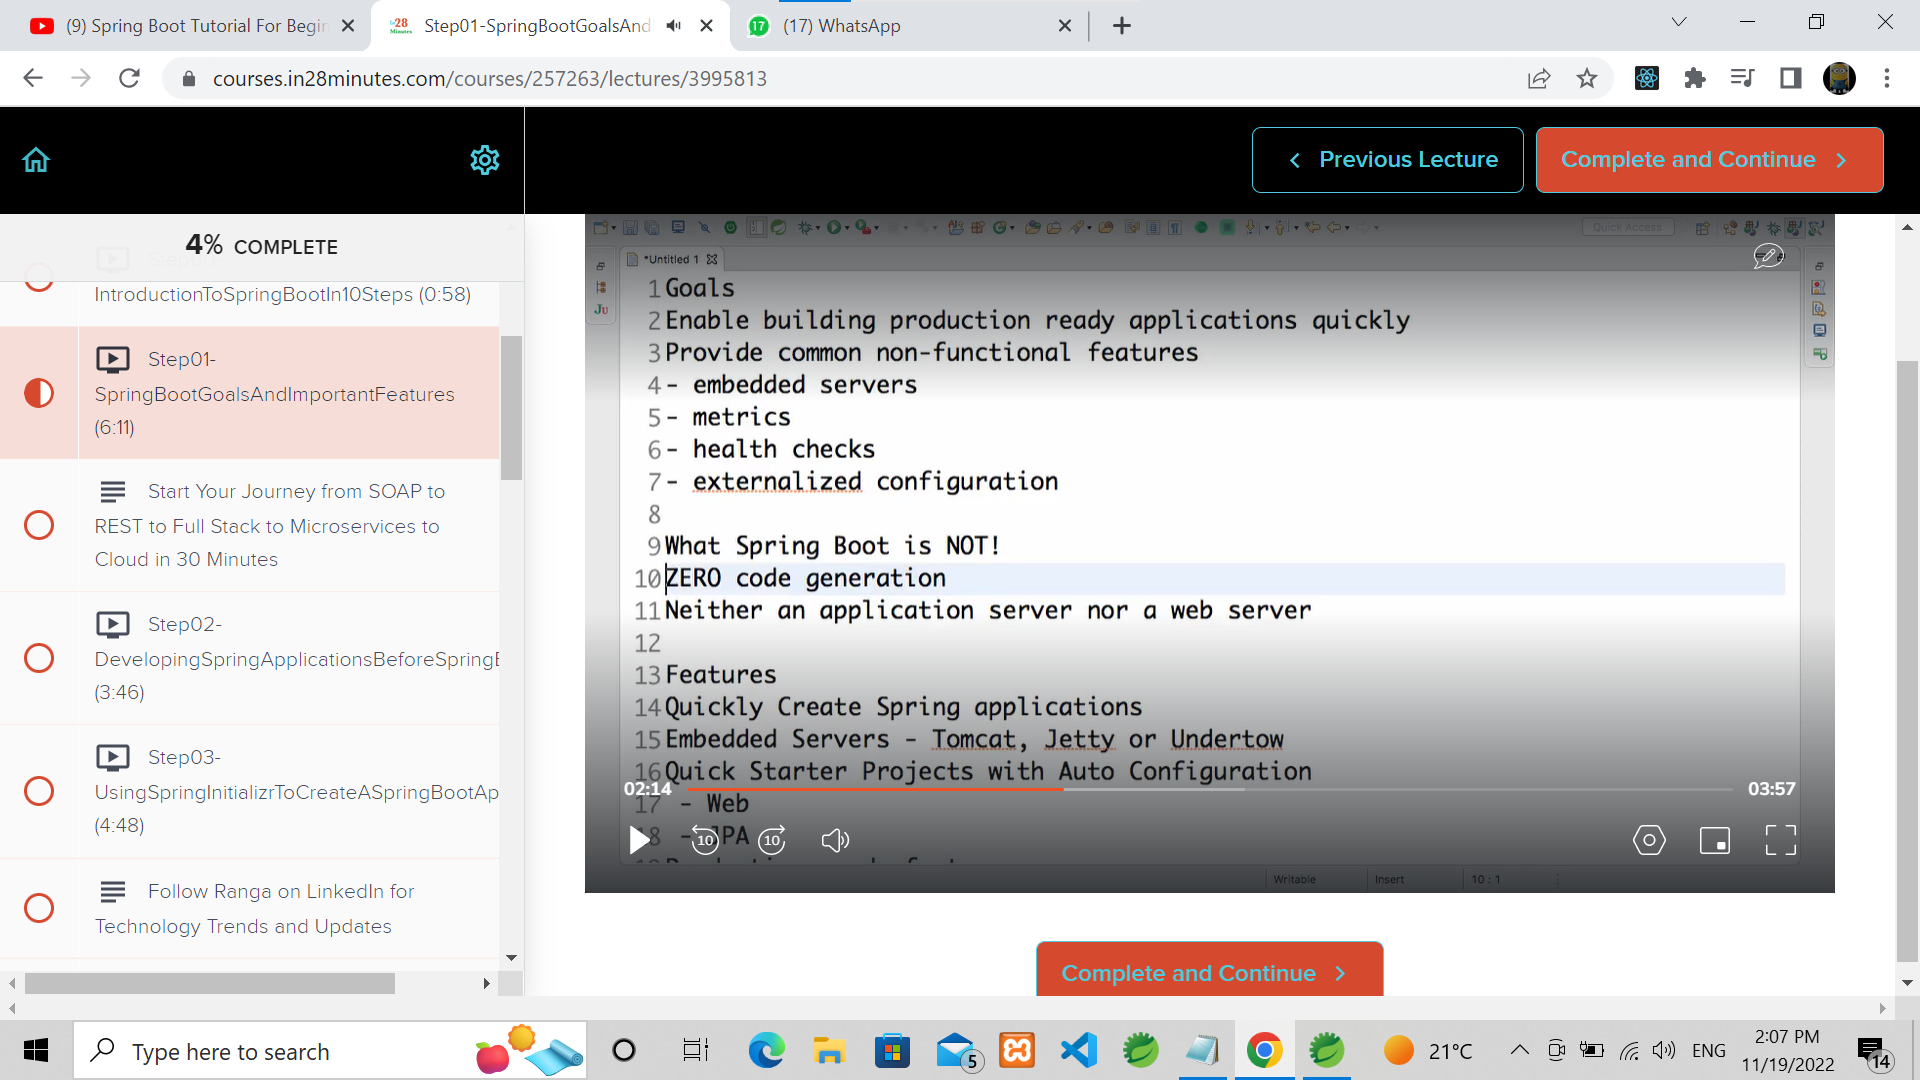 (9) Spring Boot Tutorial For Begin
Step01-SpringBootGoalsAnd
(17) WhatsApp
courses.in28minutes.com/courses/257263/lectures/3995813
Previous Lecture
Complete and Continue
4% COMPLETE
IntroductionToSpringBootIn10Steps (0:58)
Step01-
SpringBootGoalsAndImportantFeatures
(6:11)
Start Your Journey from SOAP to
REST to Full Stack to Microservices to
Cloud in 30 Minutes
Step02-
DevelopingSpringApplicationsBeforeSpringB
(3:46)
Step03-
UsingSpringInitializrToCreateASpringBootAp
(4:48)
Follow Ranga on LinkedIn for
Technology Trends and Updates
Quick Access
*Untitled 1
1 Goals
2 Enable building production ready applications quickly
3 Provide common non-functional features
4 - embedded servers
5 - metrics
6 - health checks
7 - externalized configuration
8
9 What Spring Boot is NOT!
10 ZERO code generation
11 Neither an application server nor a web server
12
13 Features
14 Quickly Create Spring applications
15 Embedded Servers - Tomcat, Jetty or Undertow
16 Quick Starter Projects with Auto Configuration
02:14
03:57
17 - Web
18 - JPA
10
10
Writable
Insert
10 : 1
Complete and Continue
Type here to search
5
21°C
ENG
2:07 PM
11/19/2022
14